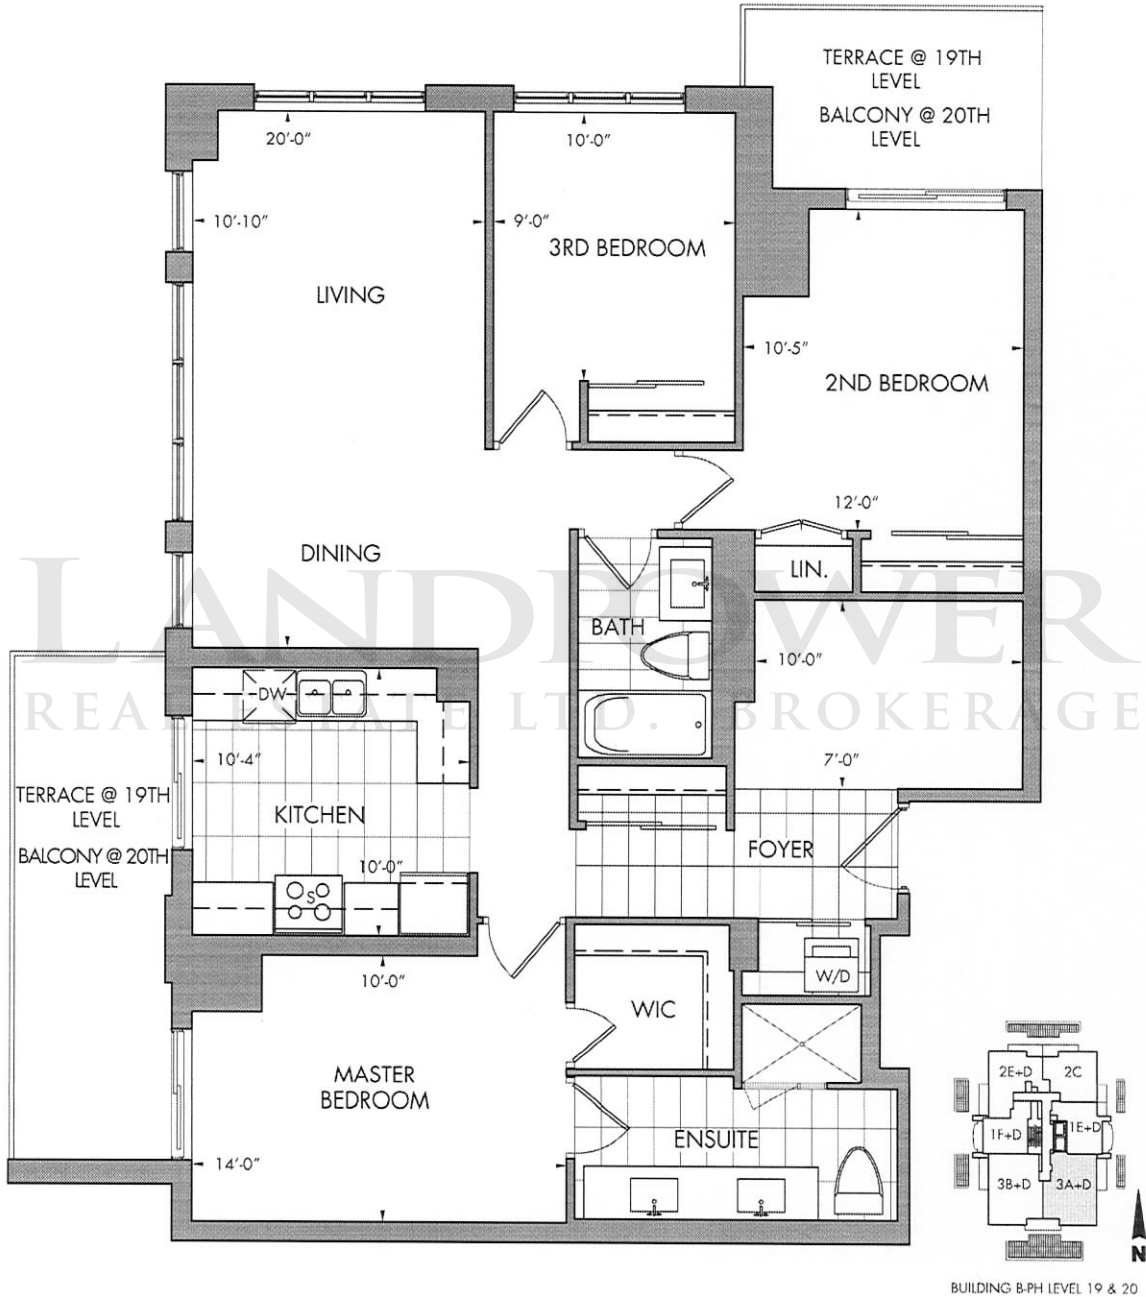 TERRACE @ 19TH
LEVEL
BALCONY @ 20TH
LEVEL
20'-0"
10'-0"
10'-10"
9'-0"
3RD BEDROOM
LIVING
10'-5"
2ND BEDROOM
12'-0"
DINING
LIN.
LANDPOWER
REAL ESTATE LTD. BROKERAGE
BATH
10'-0"
DW
10'-4"
7'-0"
TERRACE @ 19TH
LEVEL
BALCONY @ 20TH
LEVEL
KITCHEN
10'-0"
S
FOYER
10'-0"
W/D
WIC
MASTER
BEDROOM
ENSUITE
14'-0"
2E+D
2C
1F+D
1E+D
3B+D
3A+D
N
BUILDING B-PH LEVEL 19 & 20